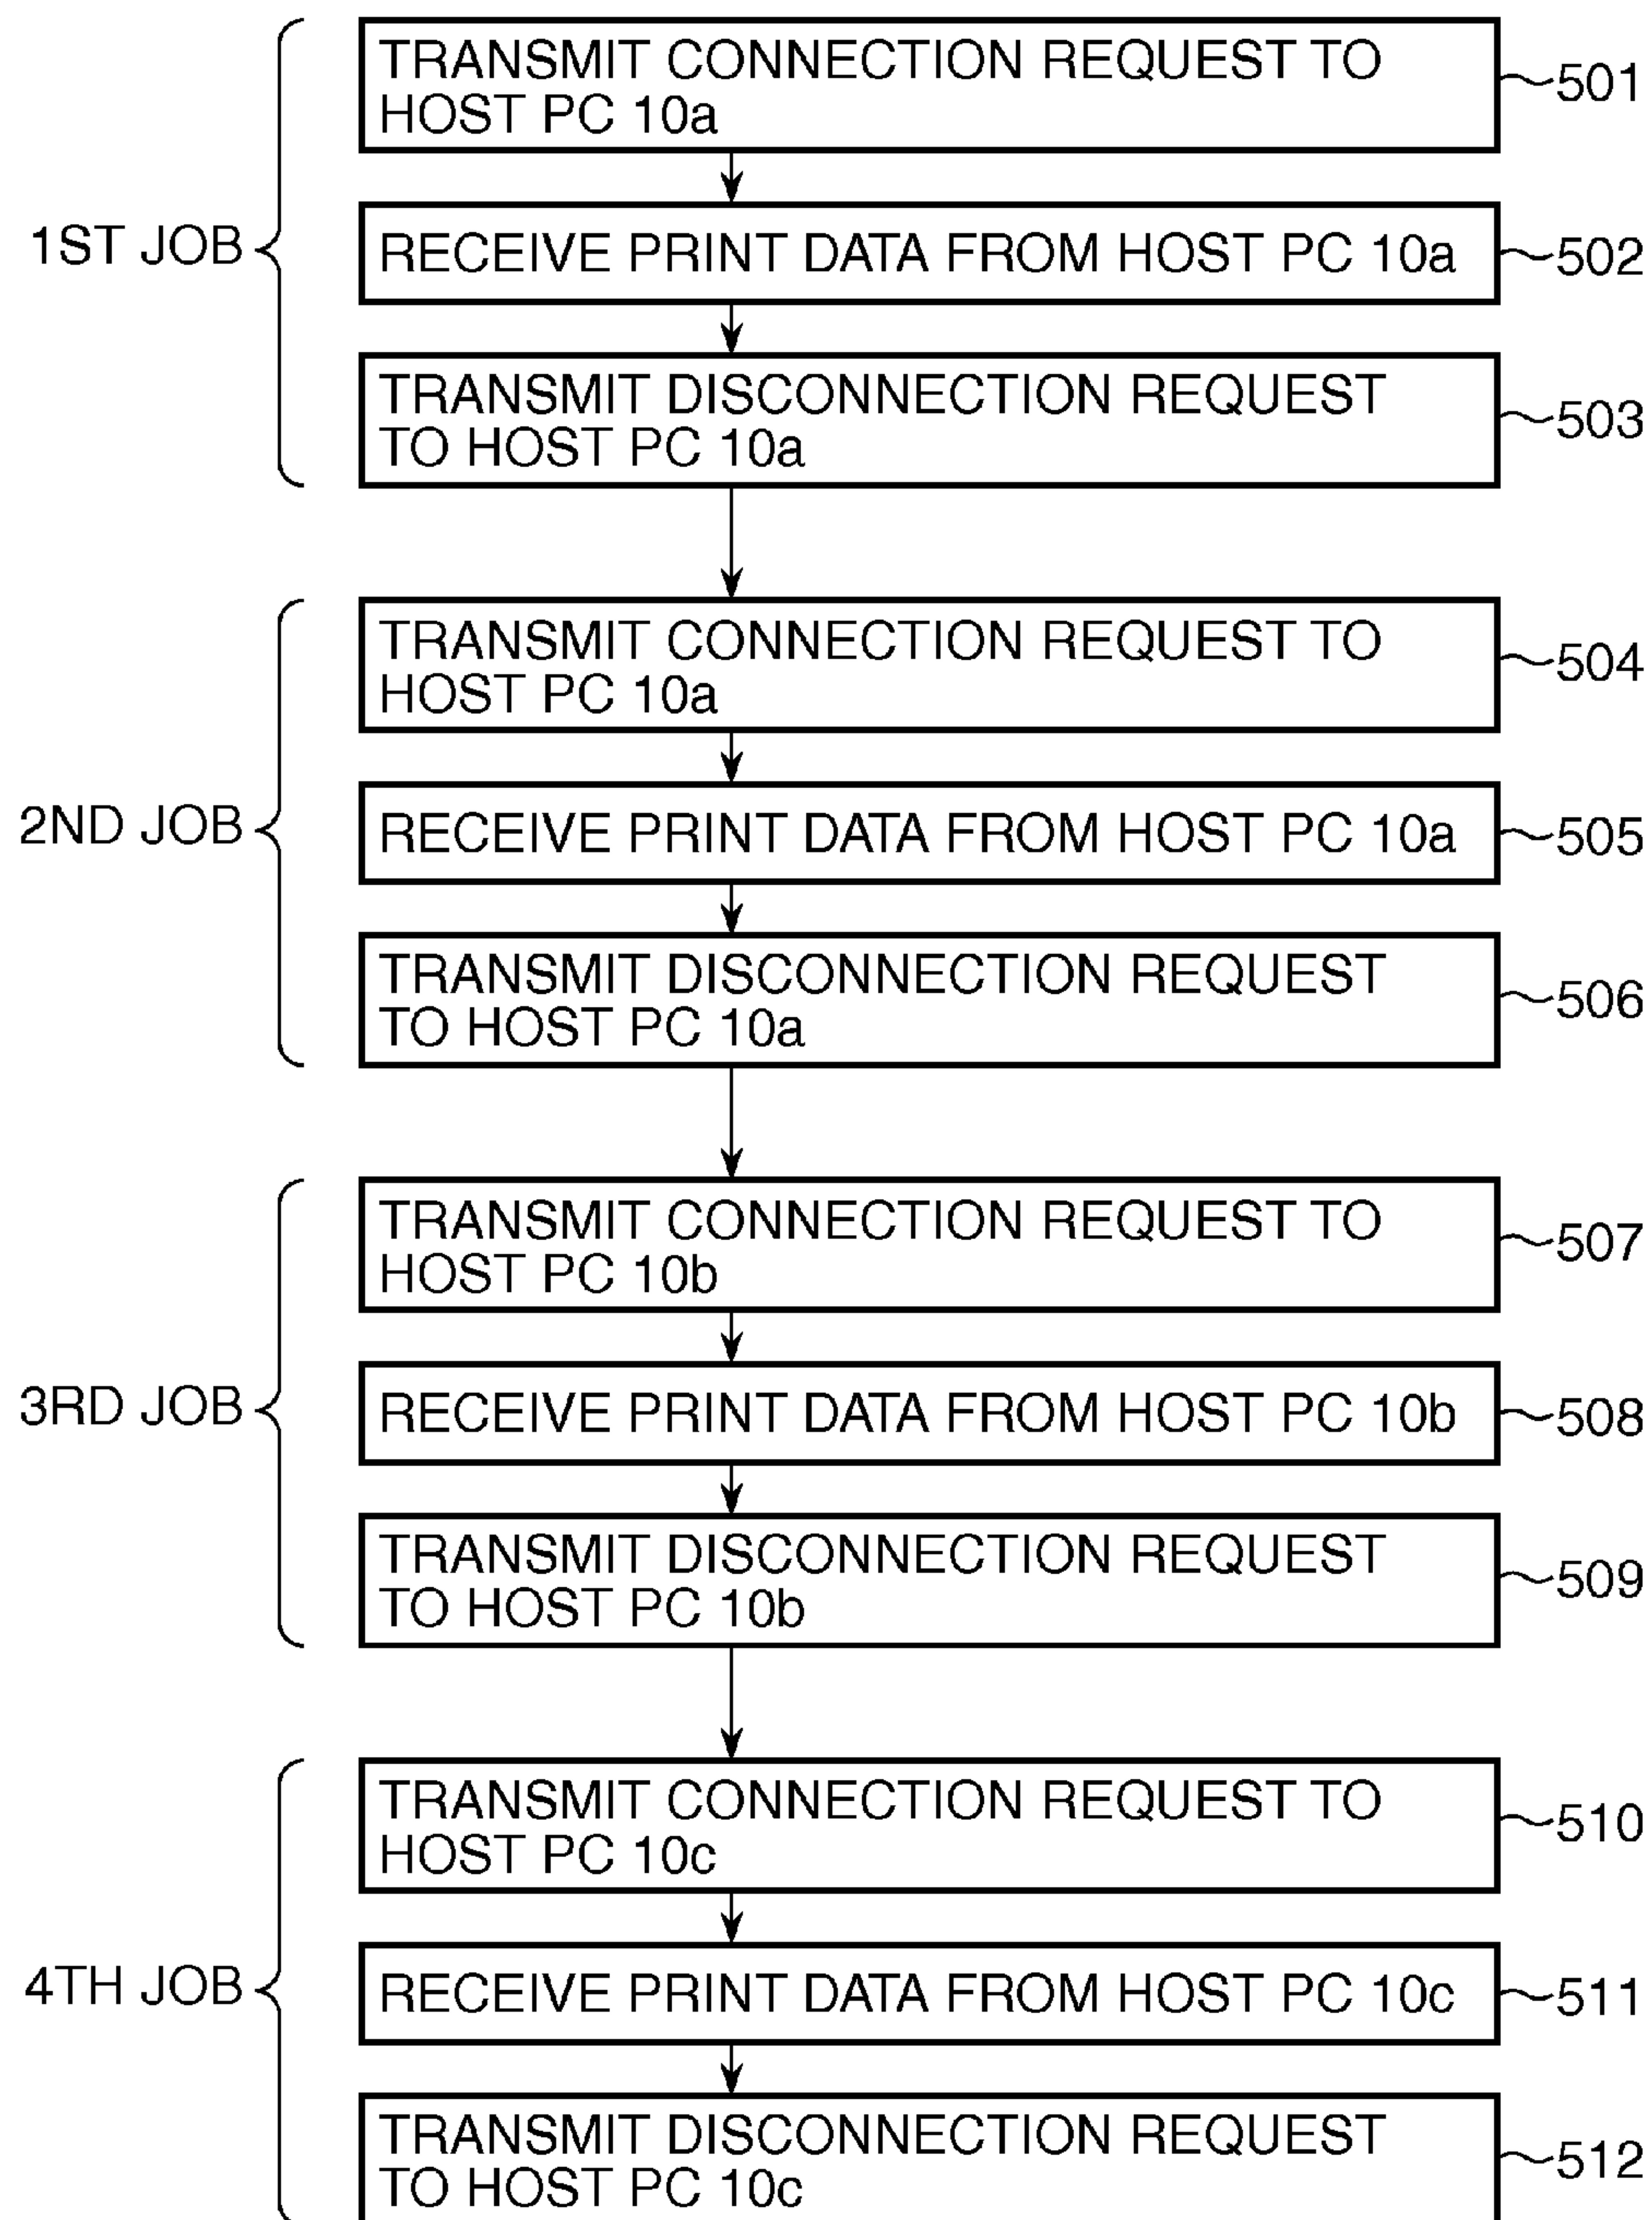 TRANSMIT CONNECTION REQUEST TO
HOST PC 10a
501
1ST JOB
RECEIVE PRINT DATA FROM HOST PC 10a
502
TRANSMIT DISCONNECTION REQUEST
TO HOST PC 10a
503
TRANSMIT CONNECTION REQUEST TO
HOST PC 10a
504
2ND JOB
RECEIVE PRINT DATA FROM HOST PC 10a
505
TRANSMIT DISCONNECTION REQUEST
TO HOST PC 10a
506
TRANSMIT CONNECTION REQUEST TO
HOST PC 10b
507
3RD JOB
RECEIVE PRINT DATA FROM HOST PC 10b
508
TRANSMIT DISCONNECTION REQUEST
TO HOST PC 10b
509
TRANSMIT CONNECTION REQUEST TO
HOST PC 10c
510
4TH JOB
RECEIVE PRINT DATA FROM HOST PC 10c
511
TRANSMIT DISCONNECTION REQUEST
TO HOST PC 10c
512